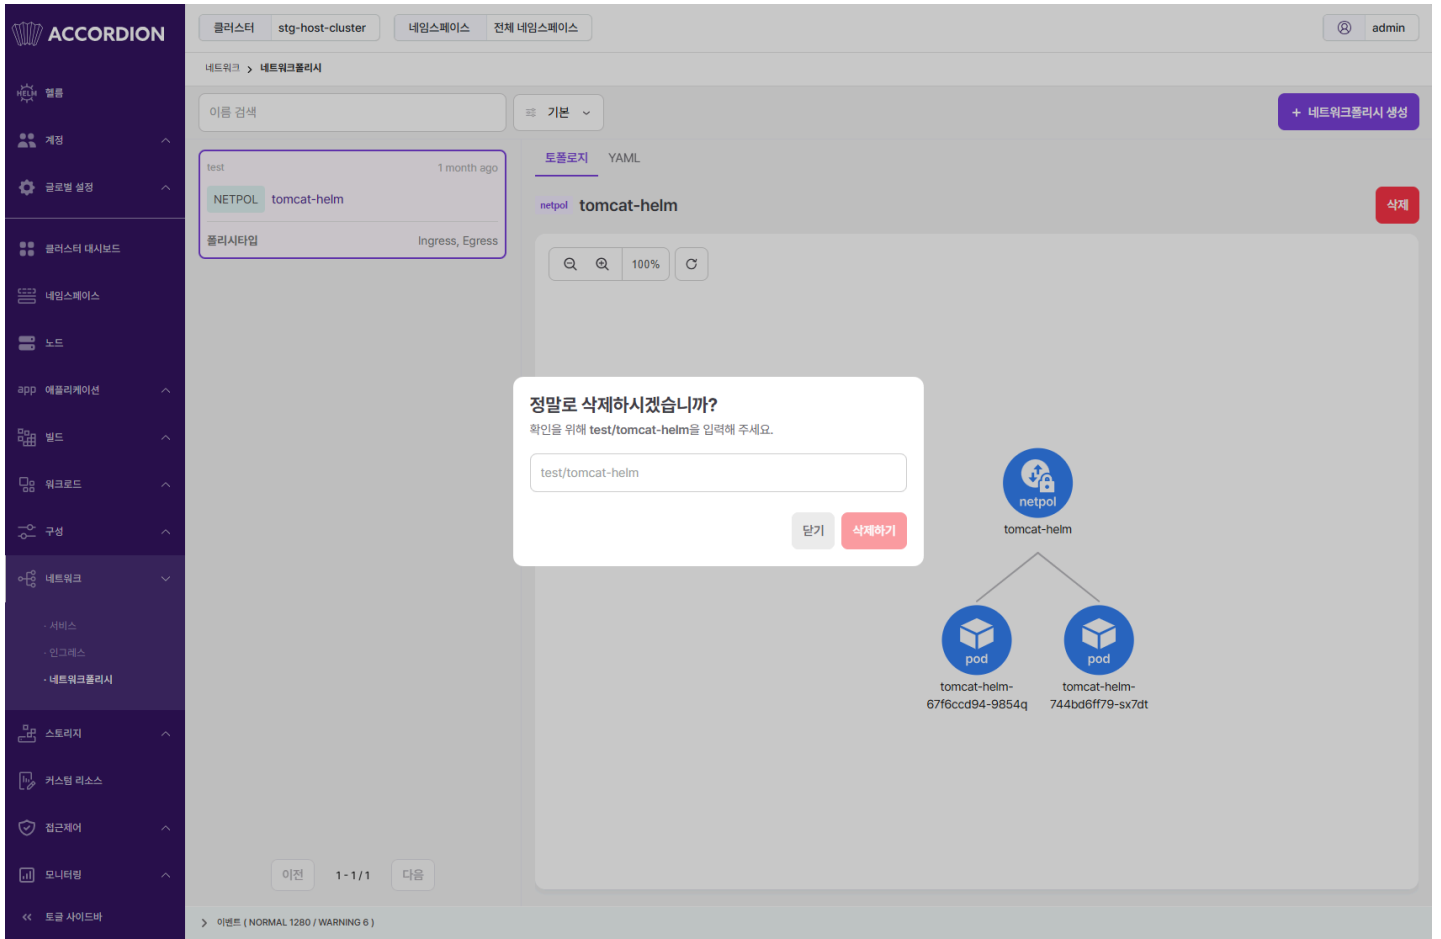 ACCORDION
클러스터 stg-host-cluster
네임스페이스 전체 네임스페이스
admin
HELM 헬름
계정
글로벌 설정
클러스터 대시보드
네임스페이스
노드
app 애플리케이션
빌드
워크로드
구성
네트워크
- 서비스
- 인그레스
- 네트워크폴리시
스토리지
커스텀 리소스
접근제어
모니터링
토글 사이드바
네트워크 > 네트워크폴리시
이름 검색
기본
+ 네트워크폴리시 생성
test 1 month ago
NETPOL tomcat-helm
폴리시타입 Ingress, Egress
이전 1 - 1 / 1 다음
토폴로지 YAML
netpol tomcat-helm
삭제
100%
정말로 삭제하시겠습니까?
확인을 위해 test/tomcat-helm을 입력해 주세요.
test/tomcat-helm
닫기 삭제하기
netpol
tomcat-helm
pod
tomcat-helm-
67f6ccd94-9854q
pod
tomcat-helm-
744bd6ff79-sx7dt
이벤트 ( NORMAL 1280 / WARNING 6 )